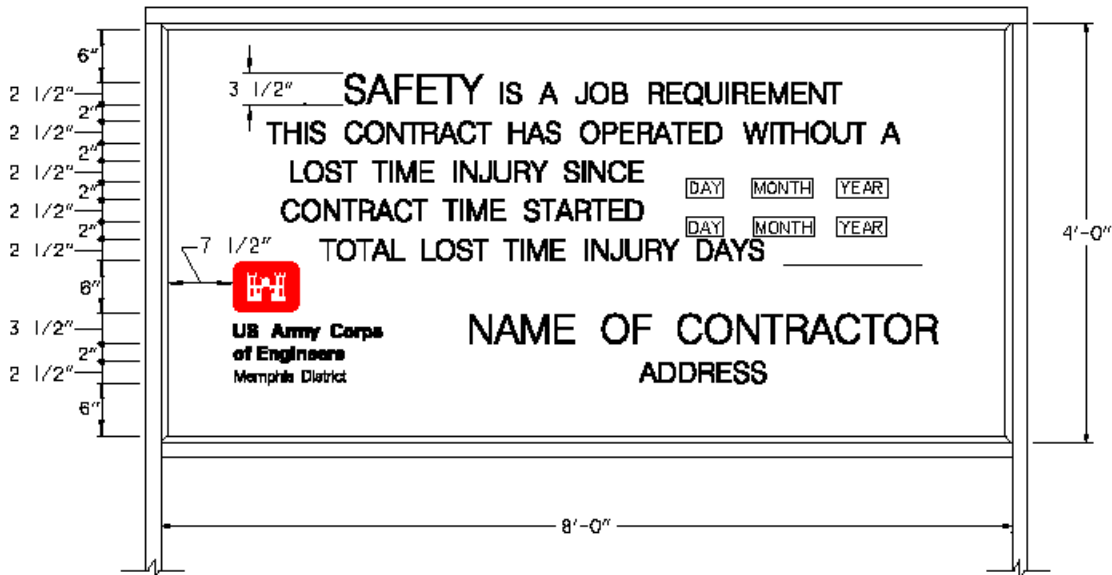 6"
2 1/2"
2"
2 1/2"
2"
2 1/2"
2"
2 1/2"
2"
2 1/2"
6"
3 1/2"
2"
2 1/2"
6"
3 1/2"
SAFETY IS A JOB REQUIREMENT
THIS CONTRACT HAS OPERATED WITHOUT A
LOST TIME INJURY SINCE DAY MONTH YEAR
CONTRACT TIME STARTED DAY MONTH YEAR
7 1/2"
TOTAL LOST TIME INJURY DAYS
US Army Corps
of Engineers
Memphis District
NAME OF CONTRACTOR
ADDRESS
4'-0"
8'-0"